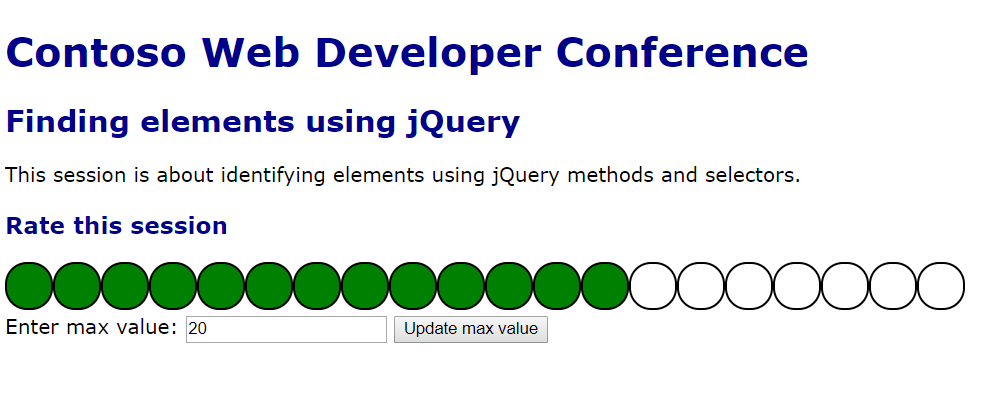 Contoso Web Developer Conference
Finding elements using jQuery
This session is about identifying elements using jQuery methods and selectors.
Rate this session
Enter max value: 20 Update max value